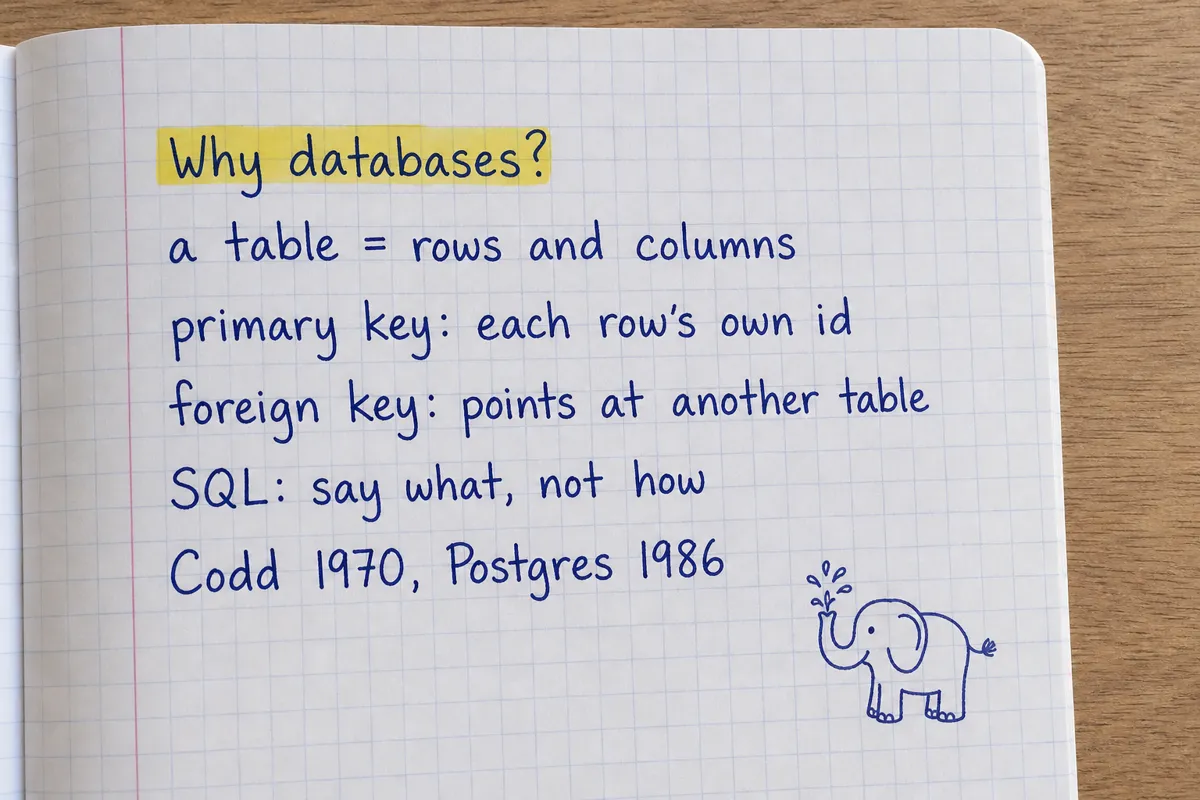 Why databases?
a table = rows and columns
primary key: each row's own id
foreign key: points at another table
SQL: say what, not how
Codd 1970, Postgres 1986